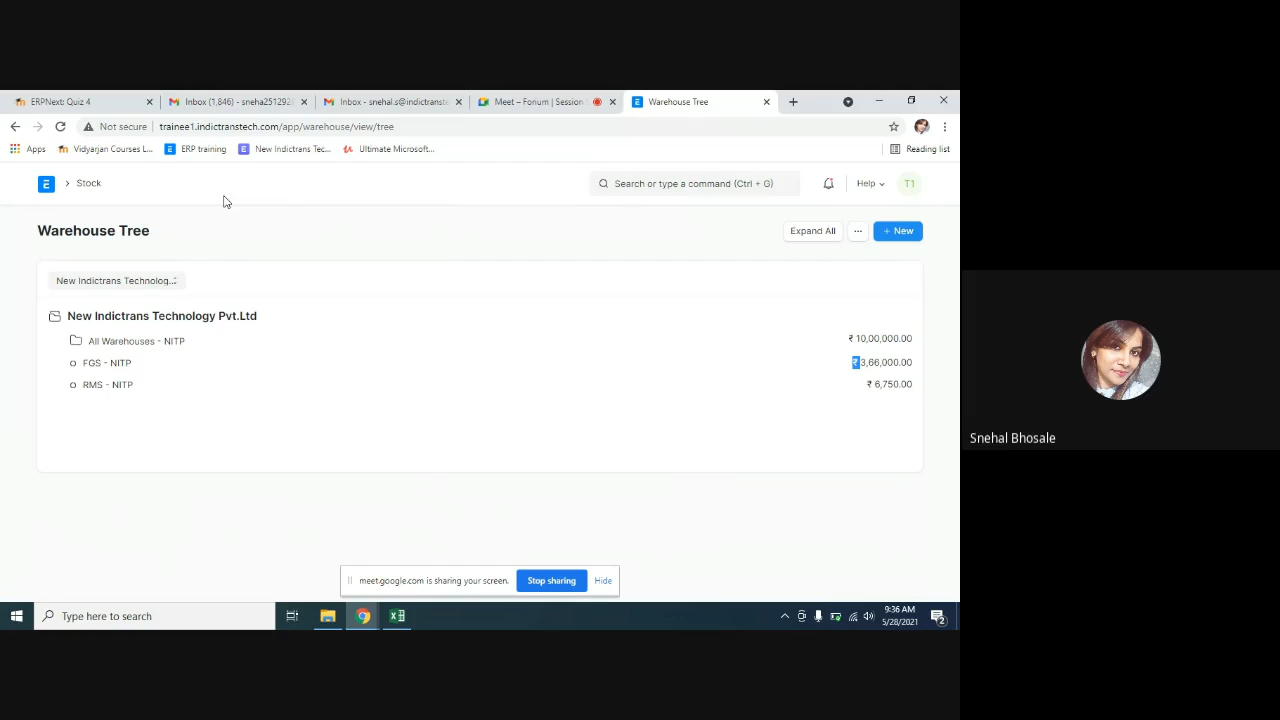 ERPNext: Quiz 4
Inbox (1,846) - sneha251292
Inbox - snehal.s@indictranste
Meet – Forum | Session
Warehouse Tree
Not secure
trainee1.indictranstech.com/app/warehouse/view/tree
Apps
Vidyarjan Courses L...
ERP training
New Indictrans Tec...
Ultimate Microsoft...
Reading list
E
Stock
Search or type a command (Ctrl + G)
Help
T1
Warehouse Tree
Expand All
...
+ New
New Indictrans Technolog...
New Indictrans Technology Pvt.Ltd
All Warehouses - NITP
₹ 10,00,000.00
FGS - NITP
₹ 3,66,000.00
RMS - NITP
₹ 6,750.00
Snehal Bhosale
meet.google.com is sharing your screen.
Stop sharing
Hide
Type here to search
9:36 AM
5/28/2021
2